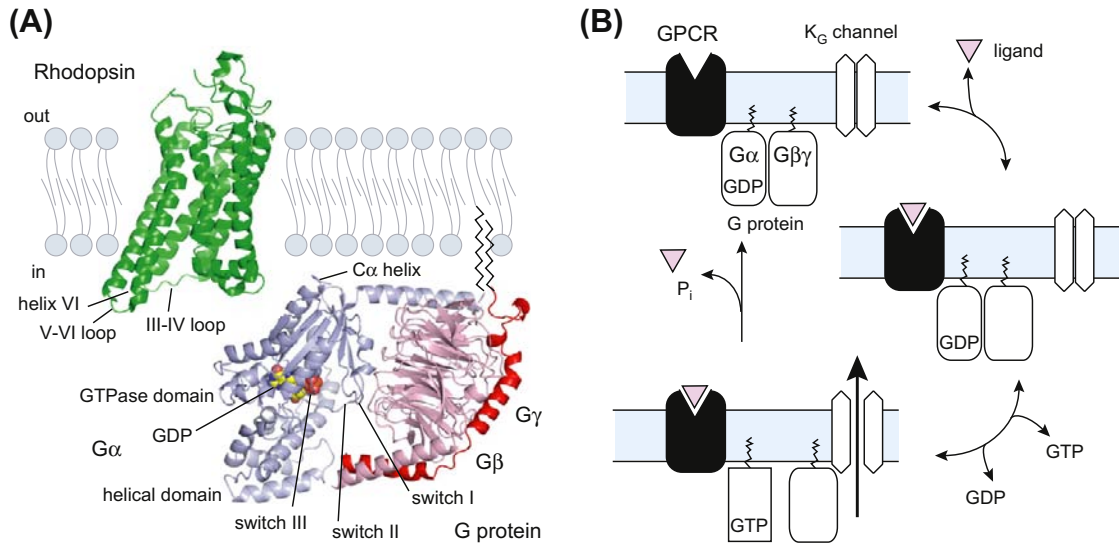 (A)
Rhodopsin
out
in
helix VI
V-VI loop
III-IV loop
Cα helix
GTPase domain
GDP
Gα
helical domain
switch III
switch II
switch I
Gβ
Gγ
G protein
(B)
GPCR
K_G channel
ligand
Gα
GDP
Gβγ
G protein
P_i
GDP
GTP
GDP
GTP